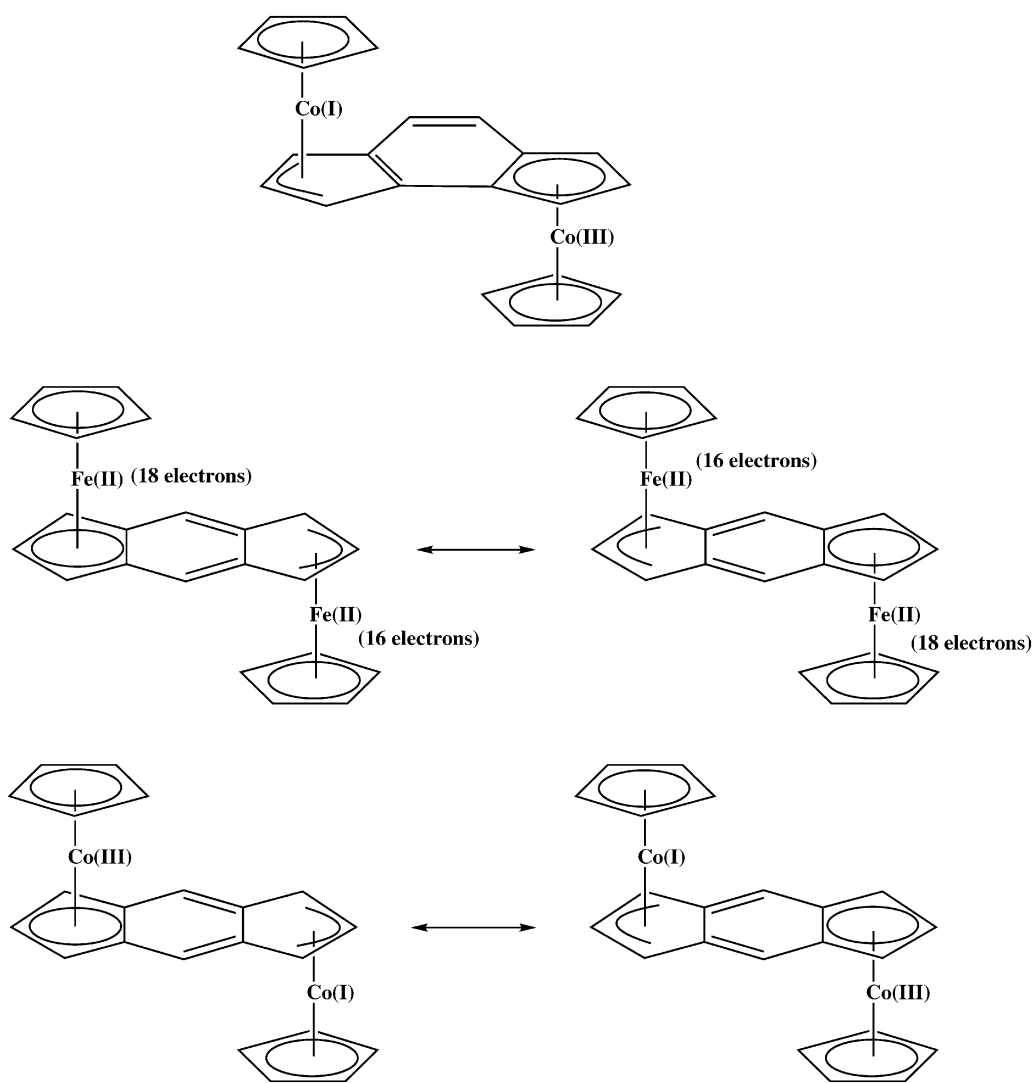 Co(I)
Co(III)
Fe(II) (18 electrons)
(16 electrons)
Fe(II)
Fe(II)
(16 electrons)
Fe(II)
(18 electrons)
Co(III)
Co(I)
Co(I)
Co(III)